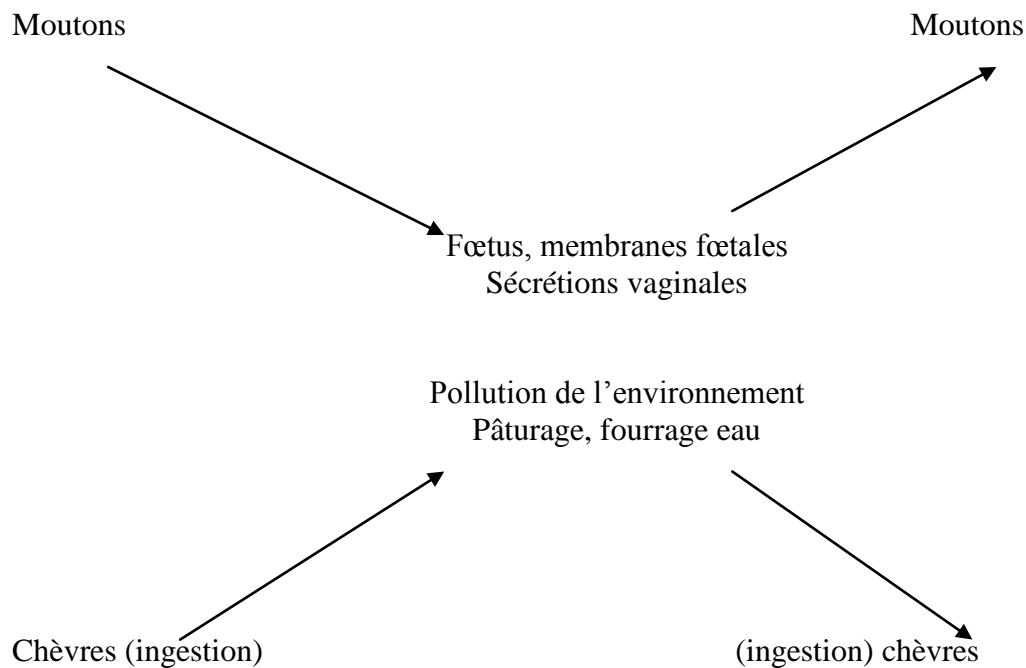 Moutons Moutons
Fœtus, membranes fœtales
Sécrétions vaginales
Pollution de l’environnement
Pâturage, fourrage eau
Chèvres (ingestion) (ingestion) chèvres